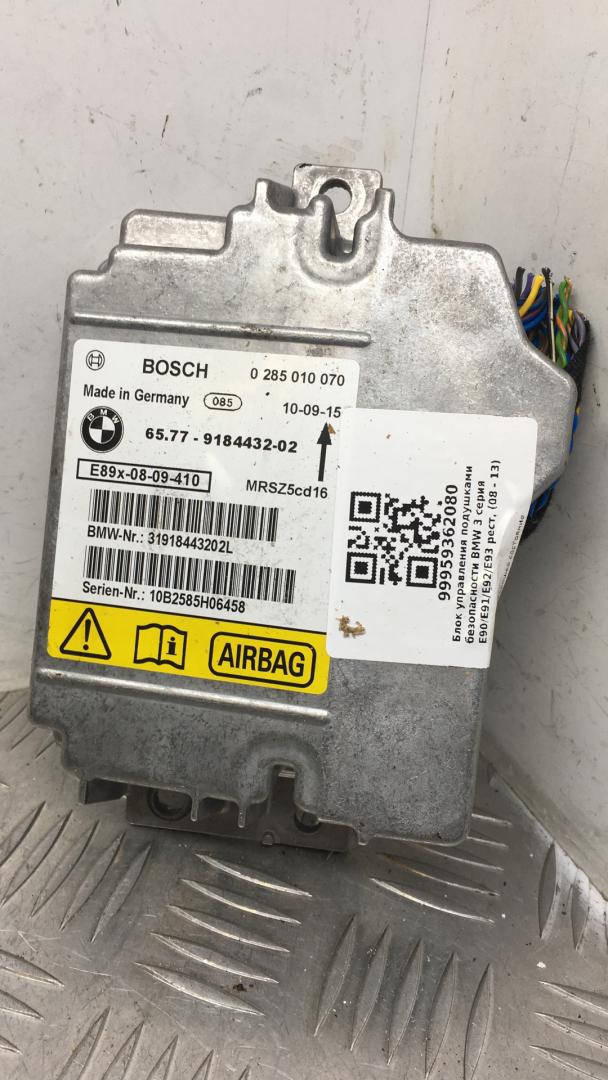 BOSCH 0 285 010 070
Made in Germany 085 10-09-15
BMW 65.77 - 9184432-02
E89x-08-09-410 MRSZ5cd16
BMW-Nr.: 31918443202L
Serien-Nr.: 10B2585H06458
AIRBAG
99959362080
Блок управления подушками
безопасности BMW 3 серия
E90/E91/E92/E93 рест, (08 - 13)